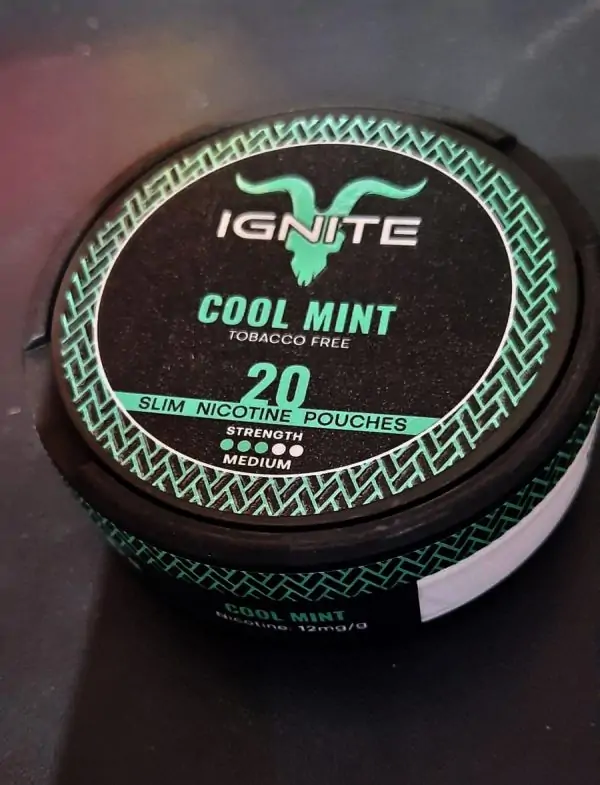 IGNITE
COOL MINT
TOBACCO FREE
20
SLIM NICOTINE POUCHES
STRENGTH
MEDIUM
COOL MINT
Nicotine: 12mg/g